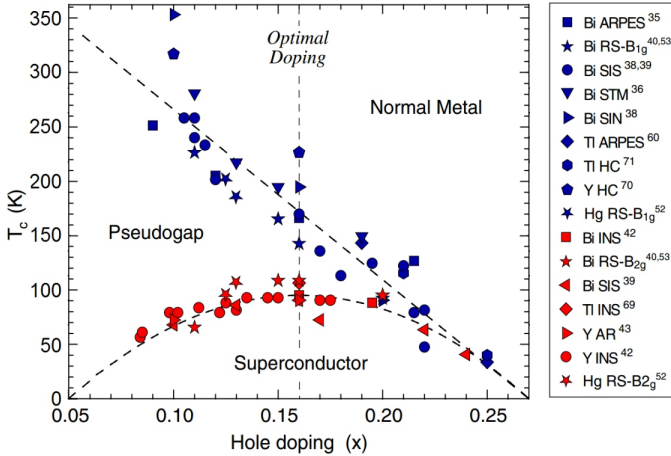 350
300
250
200
150
100
50
0
T_c (K)
0.05 0.10 0.15 0.20 0.25
Hole doping (x)
Optimal
Doping
Normal Metal
Pseudogap
Superconductor
Bi ARPES 35
Bi RS-B1g 40,53
Bi SIS 38,39
Bi STM 36
Bi SIN 38
Tl ARPES 60
Tl HC 71
Y HC 70
Hg RS-B1g 52
Bi INS 42
Bi RS-B2g 40,53
Bi SIS 39
Tl INS 69
Y AR 43
Y INS 42
Hg RS-B2g 52